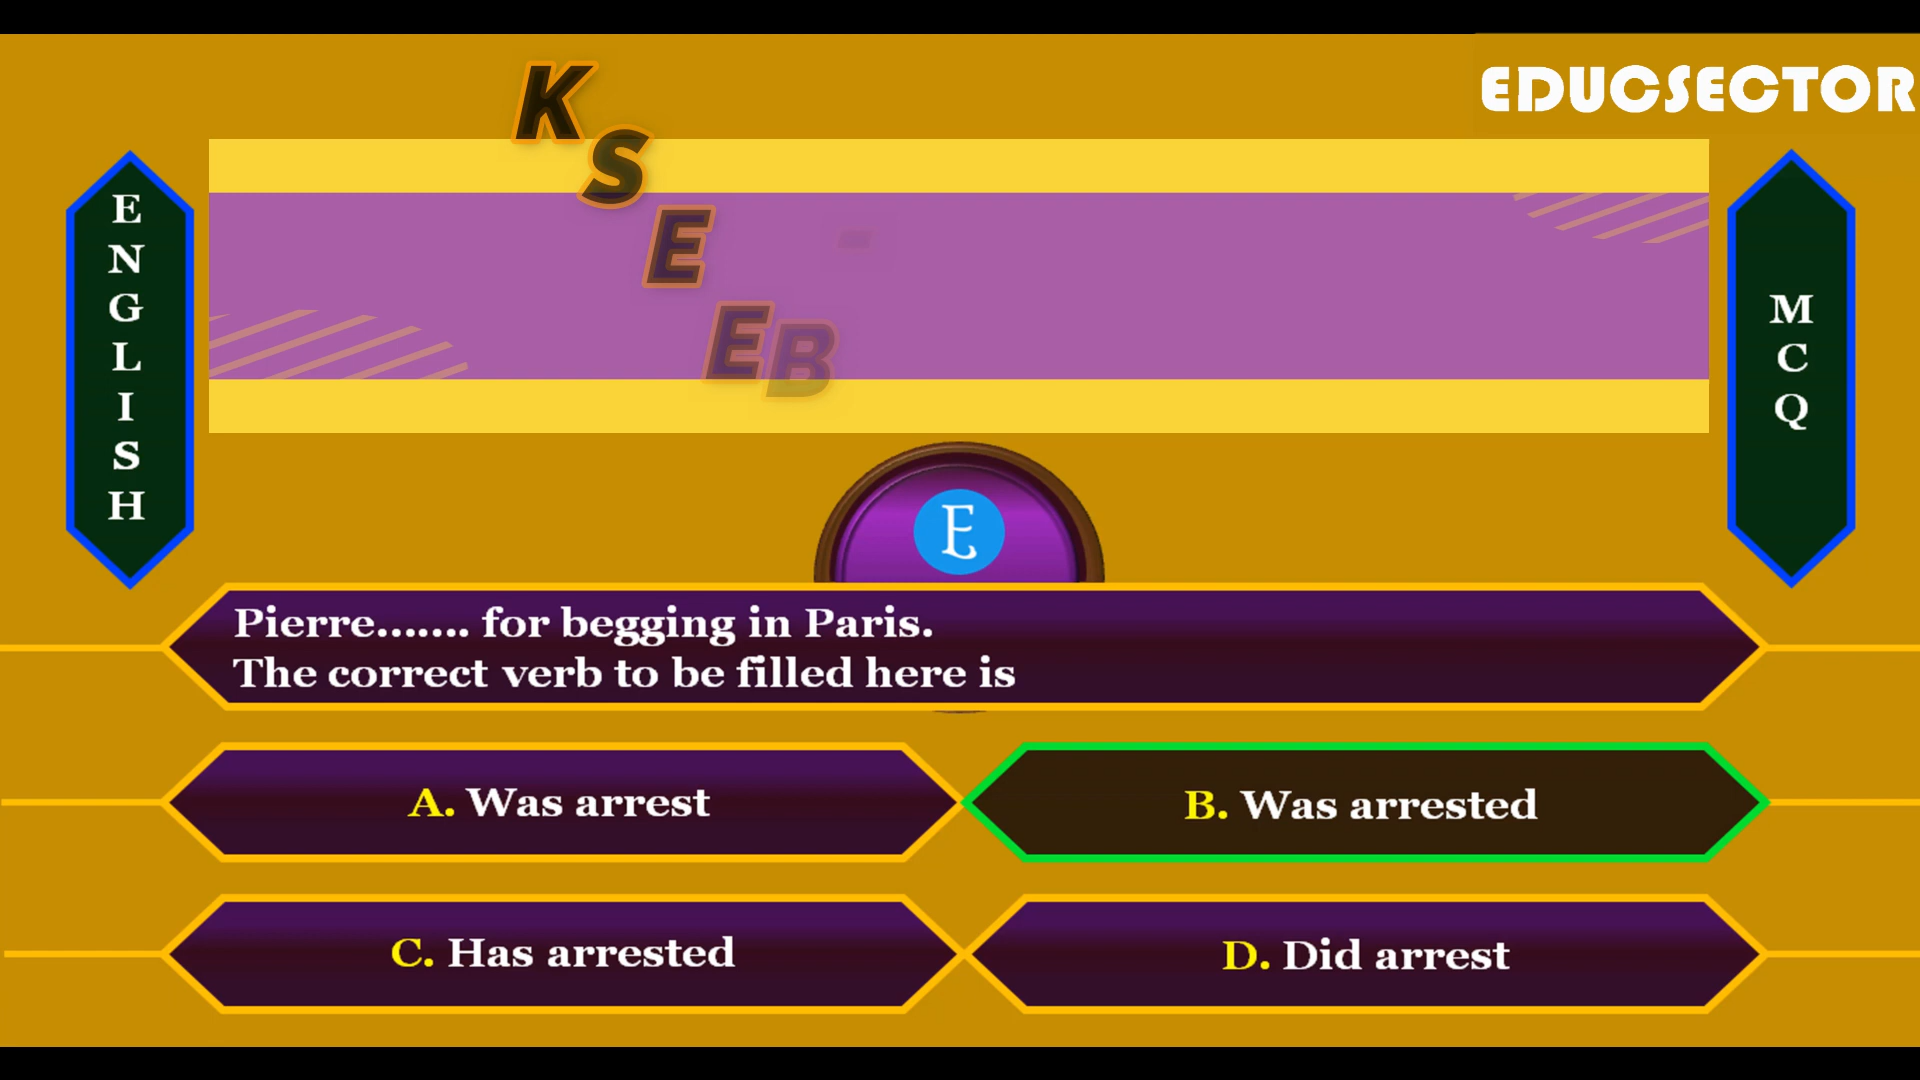 EDUCSECTOR
KSEEB
ENGLISH
MCQ
E
Pierre....... for begging in Paris.
The correct verb to be filled here is
A. Was arrest
B. Was arrested
C. Has arrested
D. Did arrest